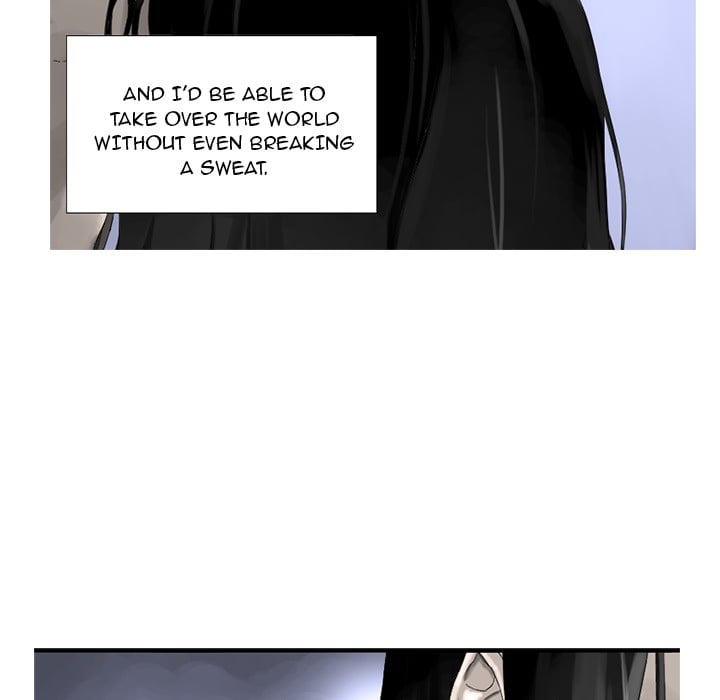 AND I'D BE ABLE TO
TAKE OVER THE WORLD
WITHOUT EVEN BREAKING
A SWEAT.